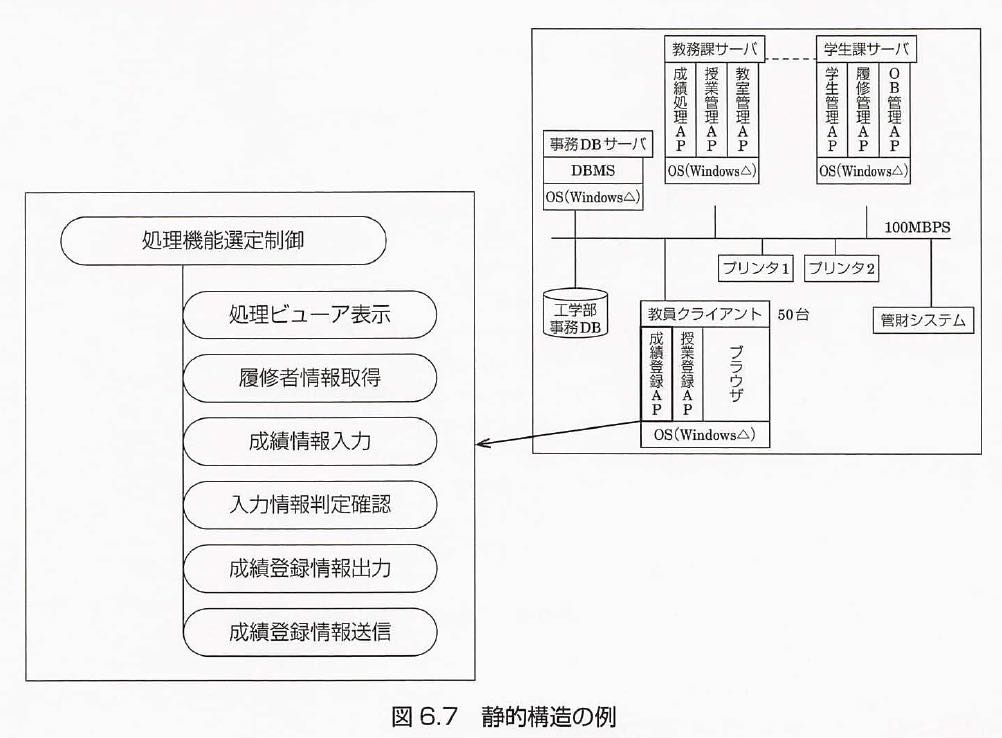 教務課サーバ
成績処理AP
授業管理AP
教室管理AP
OS(Windows△)
学生課サーバ
学生管理AP
履修管理AP
OB管理AP
OS(Windows△)
事務DBサーバ
DBMS
OS(Windows△)
100MBPS
プリンタ1
プリンタ2
工学部
事務DB
教員クライアント
50台
成績登録AP
授業登録AP
ブラウザ
OS(Windows△)
管財システム
処理機能選定制御
処理ビューア表示
履修者情報取得
成績情報入力
入力情報判定確認
成績登録情報出力
成績登録情報送信
図6.7 静的構造の例